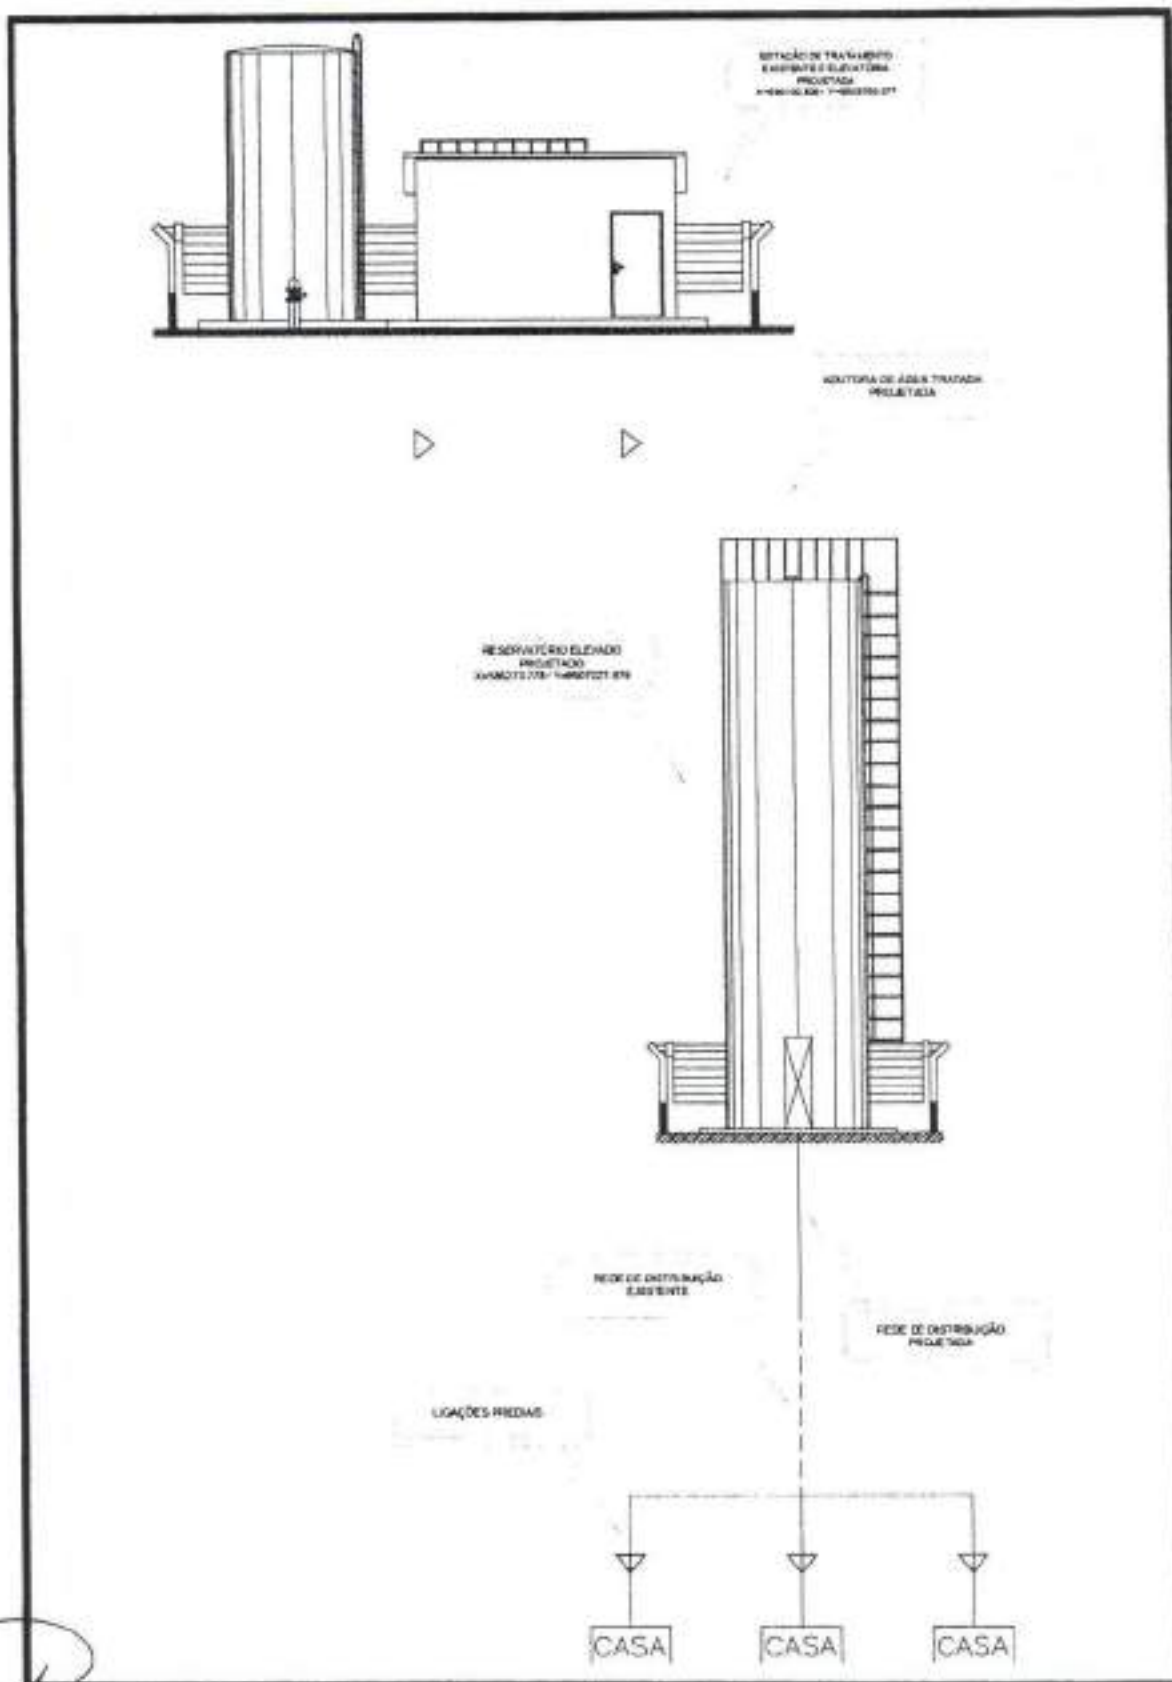 ESTAÇÃO DE TRATAMENTO
EXISTENTE E ELEVATÓRIA
PROJETADA
ADUTORA DE ÁGUA TRATADA
PROJETADA
RESERVATÓRIO ELEVADO
PROJETADO
REDE DE DISTRIBUIÇÃO
EXISTENTE
REDE DE DISTRIBUIÇÃO
PROJETADA
LIGAÇÕES PREDIAIS
CASA CASA CASA